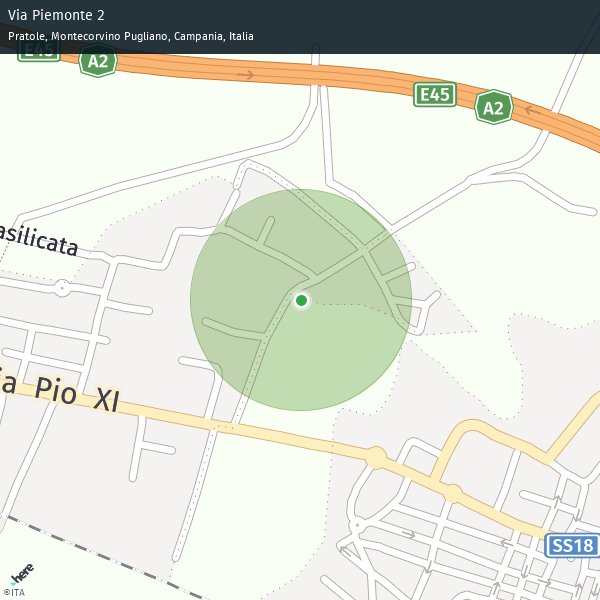 Via Piemonte 2
Pratole, Montecorvino Pugliano, Campania, Italia
E45
A2
E45
A2
asilicata
ia Pio XI
SS18
here
©ITA